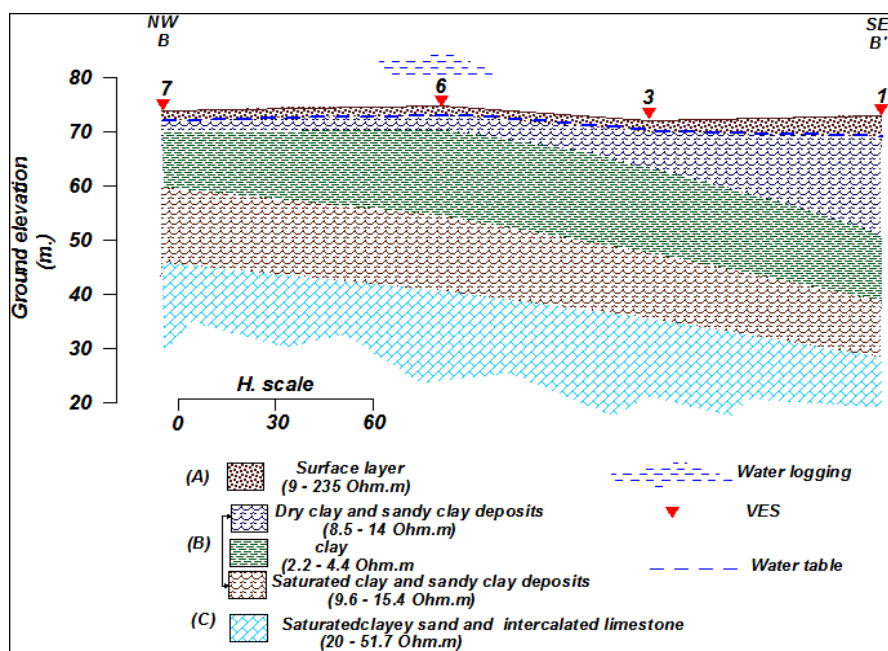 NW
B
SE
B'
80
70
60
50
40
30
20
Ground elevation
(m.)
7
6
3
1
H. scale
0 30 60
(A) Surface layer
(9 - 235 Ohm.m)
(B) Dry clay and sandy clay deposits
(8.5 - 14 Ohm.m)
clay
(2.2 - 4.4 Ohm.m
Saturated clay and sandy clay deposits
(9.6 - 15.4 Ohm.m)
(C) Saturatedclayey sand and intercalated limestone
(20 - 51.7 Ohm.m)
Water logging
VES
Water table